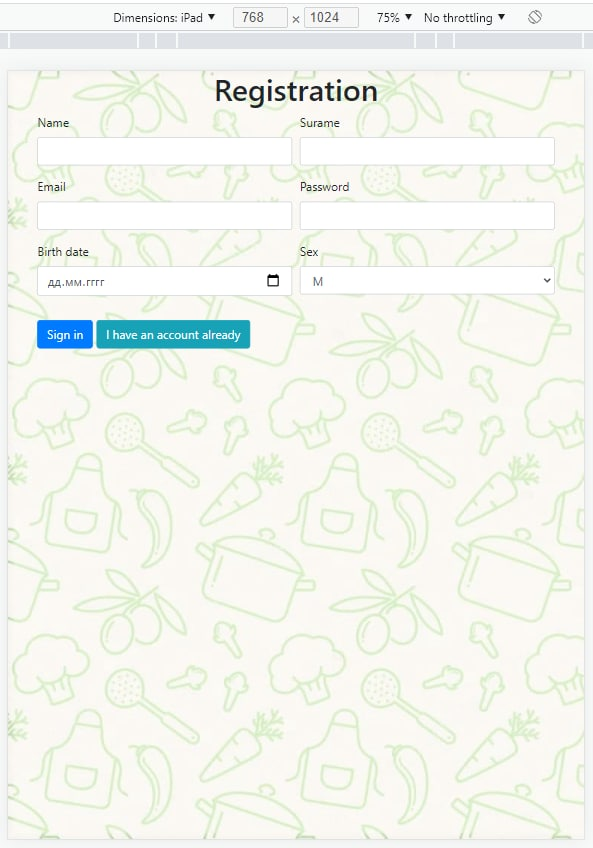 Dimensions: iPad ▼ 768 × 1024 75% ▼ No throttling ▼
Registration
Name Surame
Email Password
Birth date Sex
дд.мм.гггг M
Sign in I have an account already